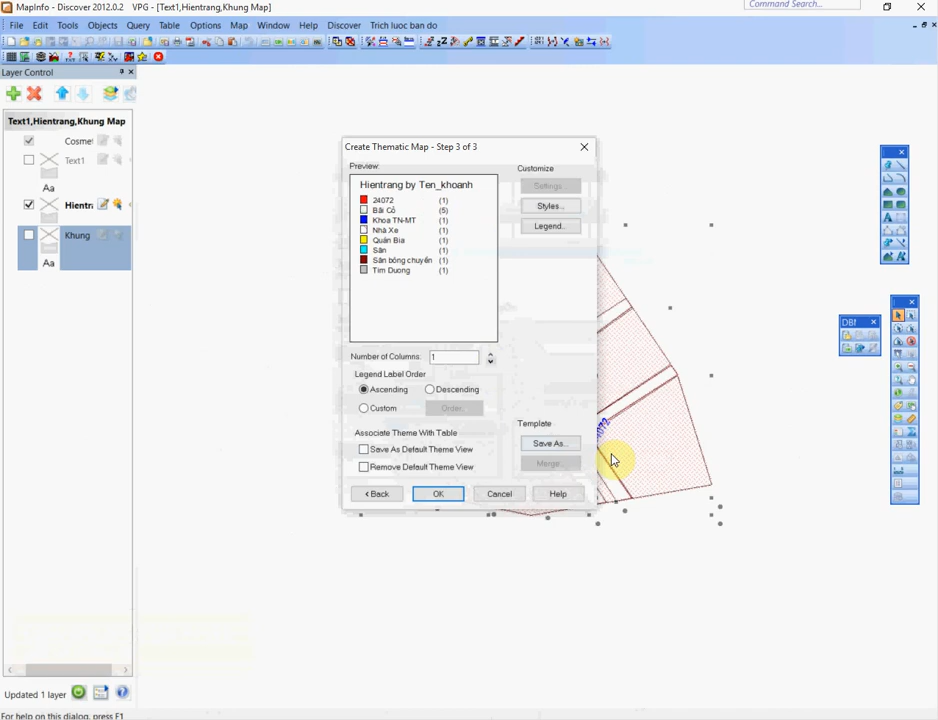 MapInfo - Discover 2012.0.2 VPG - [Text1,Hientrang,Khung Map]
Command Search...
File Edit Tools Objects Query Table Options Map Window Help Discover Trich luoc ban do
Layer Control
Text1,Hientrang,Khung Map
Cosmet
Text1
Aa
Hientra
Khung
Aa
Updated 1 layer
For help on this dialog, press F1
Create Thematic Map - Step 3 of 3
Preview:
Customize
Hientrang by Ten_khoanh
24072 (1)
Bãi Cỏ (5)
Khoa TN-MT (1)
Nhà Xe (1)
Quán Bia (1)
Sân (1)
Sân bóng chuyền (1)
Tim Duong (1)
Settings...
Styles...
Legend...
Number of Columns: 1
Legend Label Order
Ascending Descending
Custom Order...
Template
Save As...
Merge...
Associate Theme With Table
Save As Default Theme View
Remove Default Theme View
< Back OK Cancel Help
DBM